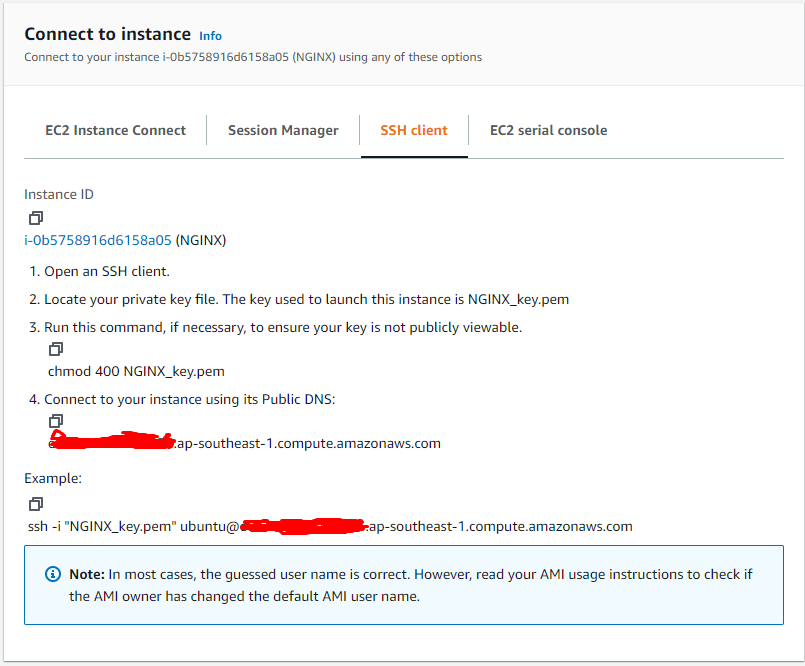 Connect to instance Info
Connect to your instance i-0b5758916d6158a05 (NGINX) using any of these options
EC2 Instance Connect
Session Manager
SSH client
EC2 serial console
Instance ID
i-0b5758916d6158a05 (NGINX)
1. Open an SSH client.
2. Locate your private key file. The key used to launch this instance is NGINX_key.pem
3. Run this command, if necessary, to ensure your key is not publicly viewable.
chmod 400 NGINX_key.pem
4. Connect to your instance using its Public DNS:
.ap-southeast-1.compute.amazonaws.com
Example:
ssh -i "NGINX_key.pem" ubuntu@ .ap-southeast-1.compute.amazonaws.com
Note: In most cases, the guessed user name is correct. However, read your AMI usage instructions to check if
the AMI owner has changed the default AMI user name.